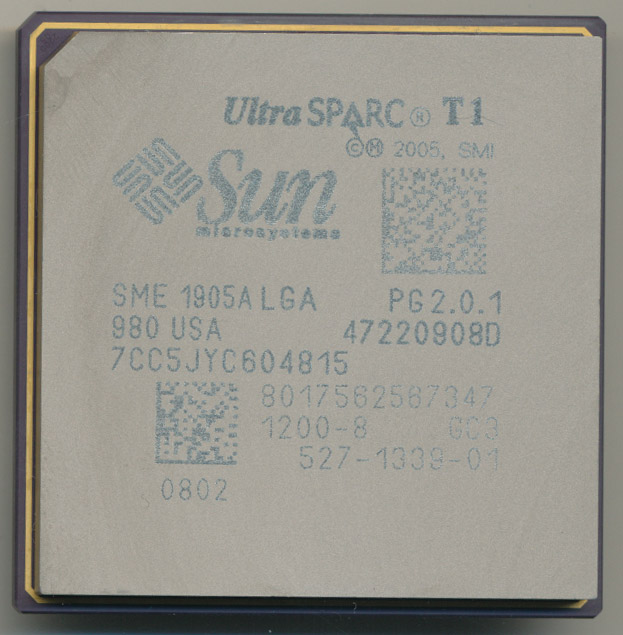 UltraSPARC® T1
©Ⓜ 2005, SMI
Sun
microsystems
SME 1905A LGA PG2.0.1
980 USA 47220908D
7CC5JYC604815
8017562567347
1200-8
527-1339-01
0802